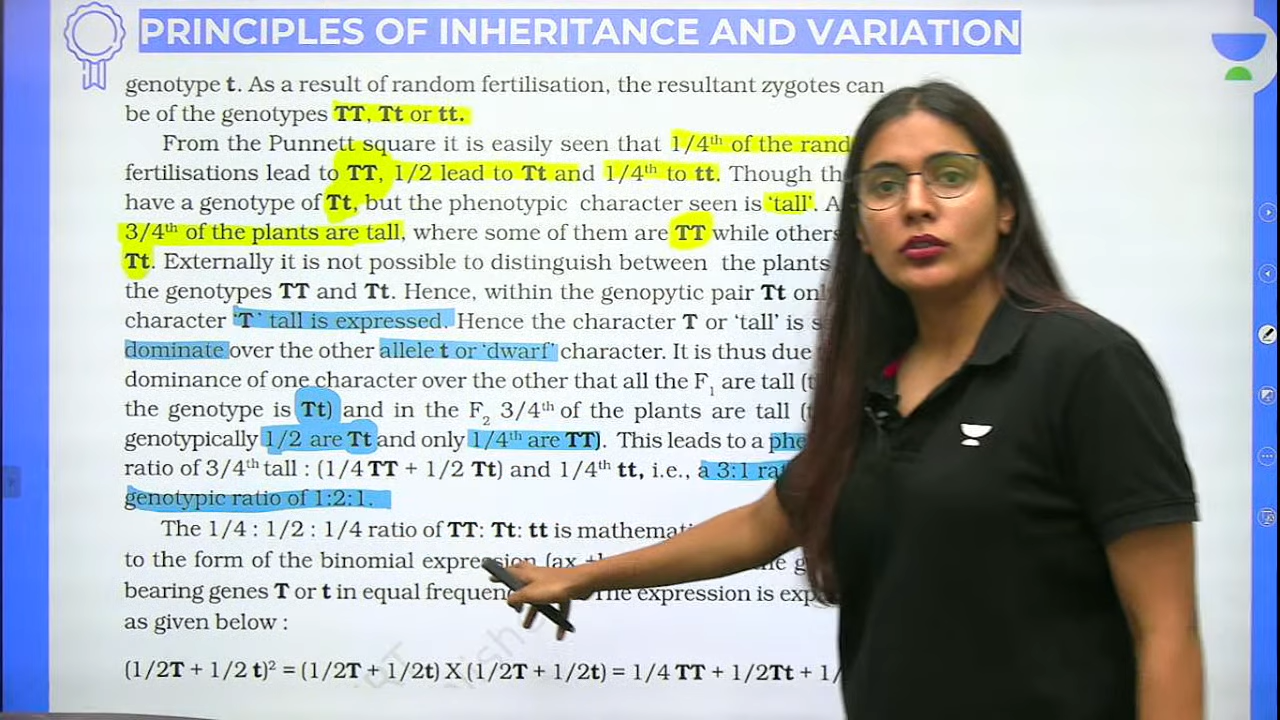 PRINCIPLES OF INHERITANCE AND VARIATION
genotype t. As a result of random fertilisation, the resultant zygotes can
be of the genotypes TT, Tt or tt.
From the Punnett square it is easily seen that 1/4th of the
fertilisations lead to TT, 1/2 lead to Tt and 1/4th to tt. Though
have a genotype of Tt, but the phenotypic character seen is 'tall'.
3/4th of the plants are tall, where some of them are TT while others
Tt. Externally it is not possible to distinguish between the plants
the genotypes TT and Tt. Hence, within the genopytic pair Tt
character 'T' tall is expressed. Hence the character T or 'tall' is
dominate over the other allele t or 'dwarf' character. It is thus due
dominance of one character over the other that all the F1 are tall
the genotype is Tt) and in the F2 3/4th of the plants are tall
genotypically 1/2 are Tt and only 1/4th are TT). This leads to a
ratio of 3/4th tall : (1/4 TT + 1/2 Tt) and 1/4th tt, i.e., a 3:1
genotypic ratio of 1:2:1.
The 1/4 : 1/2 : 1/4 ratio of TT: Tt: tt is
to the form of the binomial expression (ax
bearing genes T or t in equal The expression is
as given below :
(1/2T + 1/2 t)2 = (1/2T + 1/2t) X (1/2T + 1/2t) = 1/4 TT + 1/2Tt +